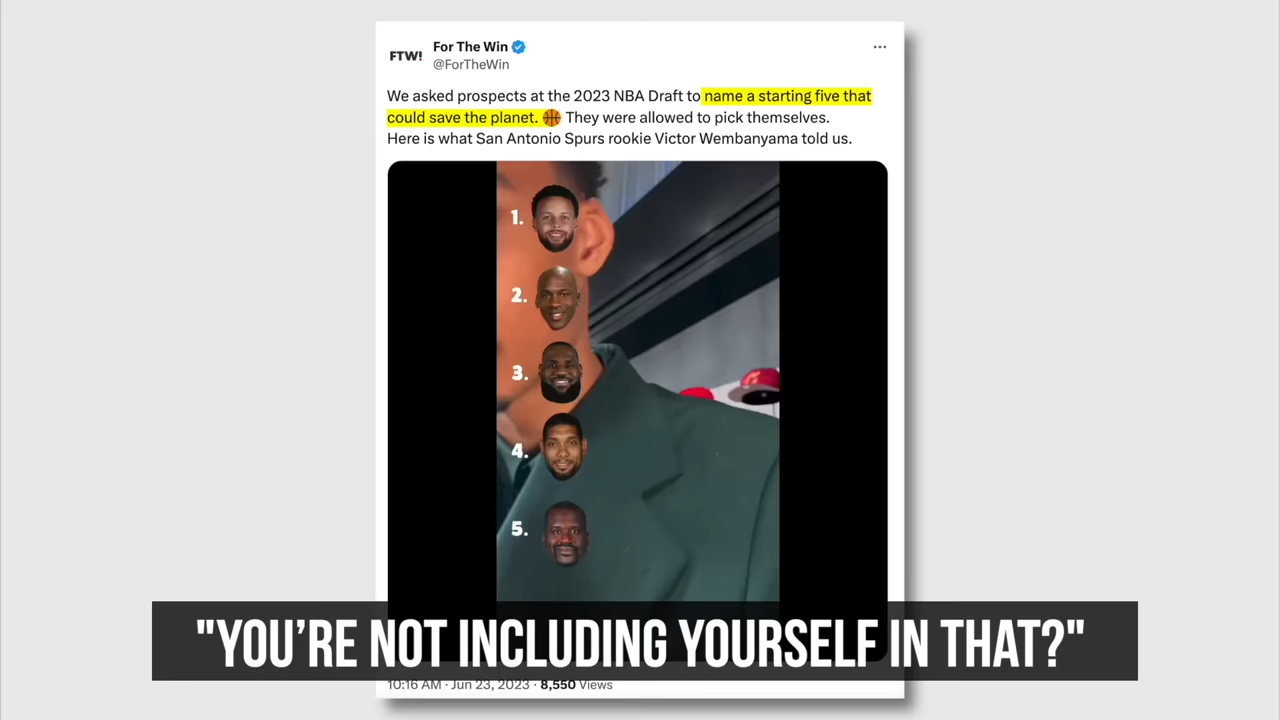 FTW!
For The Win
@ForTheWin
We asked prospects at the 2023 NBA Draft to name a starting five that
could save the planet. 🏀 They were allowed to pick themselves.
Here is what San Antonio Spurs rookie Victor Wembanyama told us.
1.
2.
3.
4.
5.
"YOU’RE NOT INCLUDING YOURSELF IN THAT?"
10:16 AM · Jun 23, 2023 · 8,550 Views